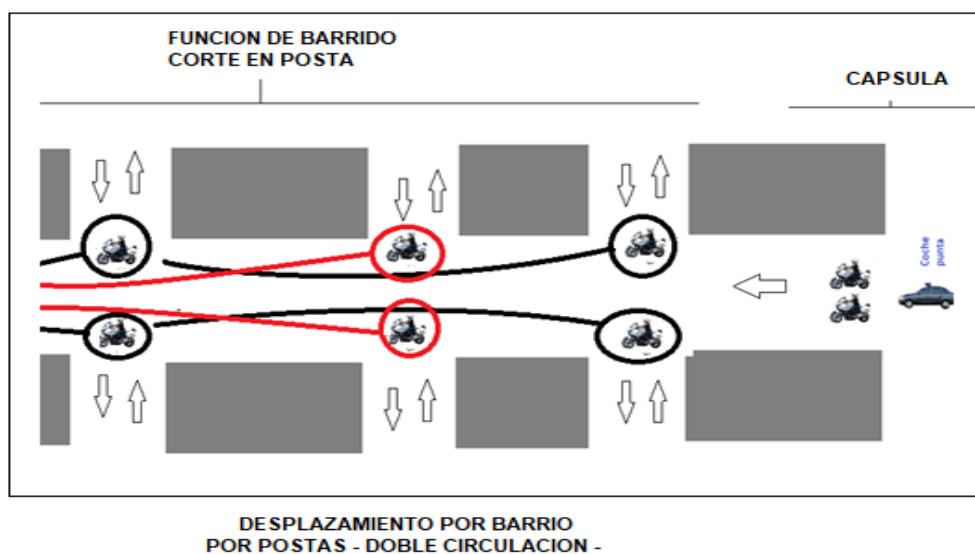 FUNCION DE BARRIDO
CORTE EN POSTA
CAPSULA
Coche
punta
DESPLAZAMIENTO POR BARRIO
POR POSTAS - DOBLE CIRCULACION -